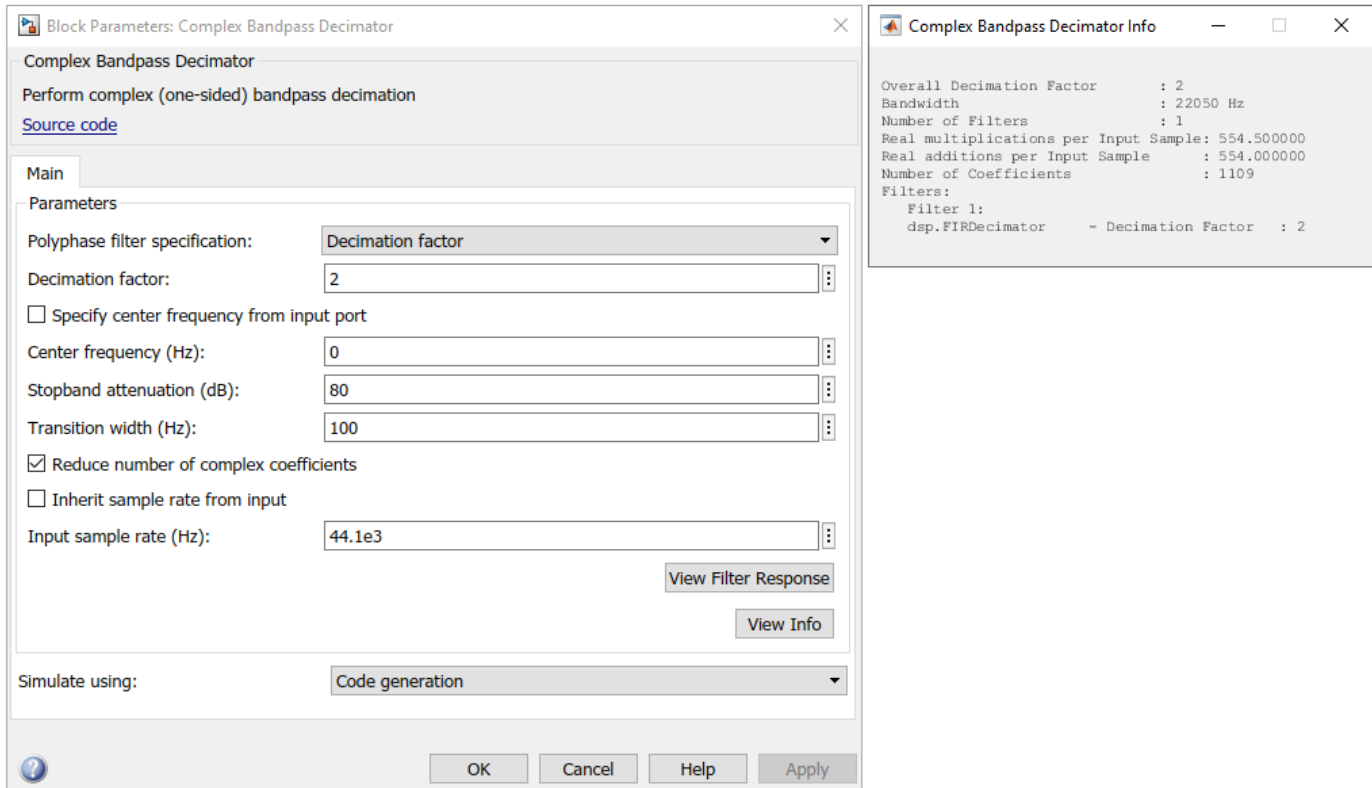 Block Parameters: Complex Bandpass Decimator
Complex Bandpass Decimator
Perform complex (one-sided) bandpass decimation
Source code
Main
Parameters
Polyphase filter specification: Decimation factor
Decimation factor: 2
Specify center frequency from input port
Center frequency (Hz): 0
Stopband attenuation (dB): 80
Transition width (Hz): 100
Reduce number of complex coefficients
Inherit sample rate from input
Input sample rate (Hz): 44.1e3
View Filter Response
View Info
Simulate using: Code generation
OK Cancel Help Apply
Complex Bandpass Decimator Info
Overall Decimation Factor : 2
Bandwidth : 22050 Hz
Number of Filters : 1
Real multiplications per Input Sample: 554.500000
Real additions per Input Sample : 554.000000
Number of Coefficients : 1109
Filters:
Filter 1:
dsp.FIRDecimator - Decimation Factor : 2